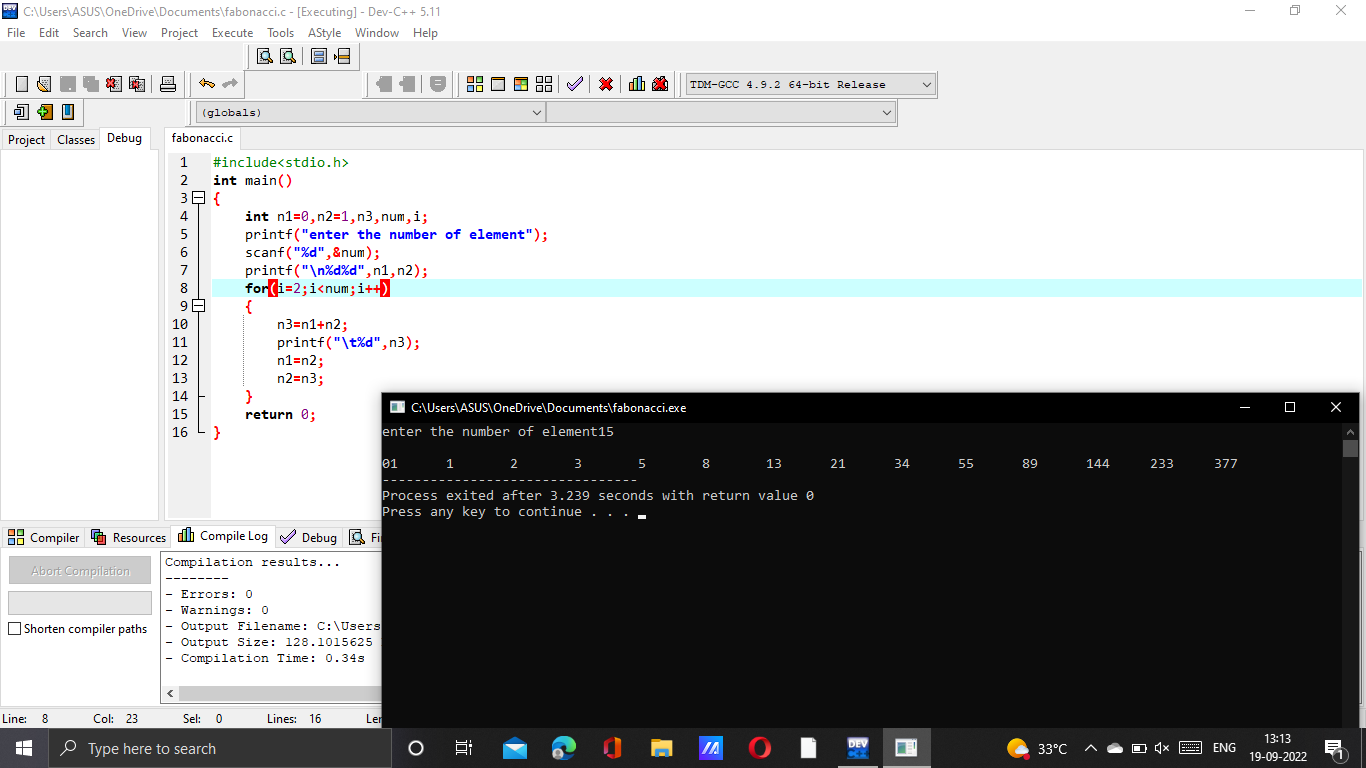 C:\Users\ASUS\OneDrive\Documents\fabonacci.c - [Executing] - Dev-C++ 5.11
File Edit Search View Project Execute Tools AStyle Window Help
TDM-GCC 4.9.2 64-bit Release
(globals)
Project Classes Debug
fabonacci.c
1 #include<stdio.h>
2 int main()
3 {
4 int n1=0,n2=1,n3,num,i;
5 printf("enter the number of element");
6 scanf("%d",&num);
7 printf("\n%d%d",n1,n2);
8 for(i=2;i<num;i++)
9 {
10 n3=n1+n2;
11 printf("\t%d",n3);
12 n1=n2;
13 n2=n3;
14 }
15 return 0;
16 }
C:\Users\ASUS\OneDrive\Documents\fabonacci.exe
enter the number of element15
01 1 2 3 5 8 13 21 34 55 89 144 233 377
--------------------------------
Process exited after 3.239 seconds with return value 0
Press any key to continue . . .
Compiler Resources Compile Log Debug
Abort Compilation
Shorten compiler paths
Compilation results...
--------
- Errors: 0
- Warnings: 0
- Output Filename: C:\Users
- Output Size: 128.1015625
- Compilation Time: 0.34s
Line: 8 Col: 23 Sel: 0 Lines: 16
Type here to search
DEV
33°C
ENG
13:13
19-09-2022
1